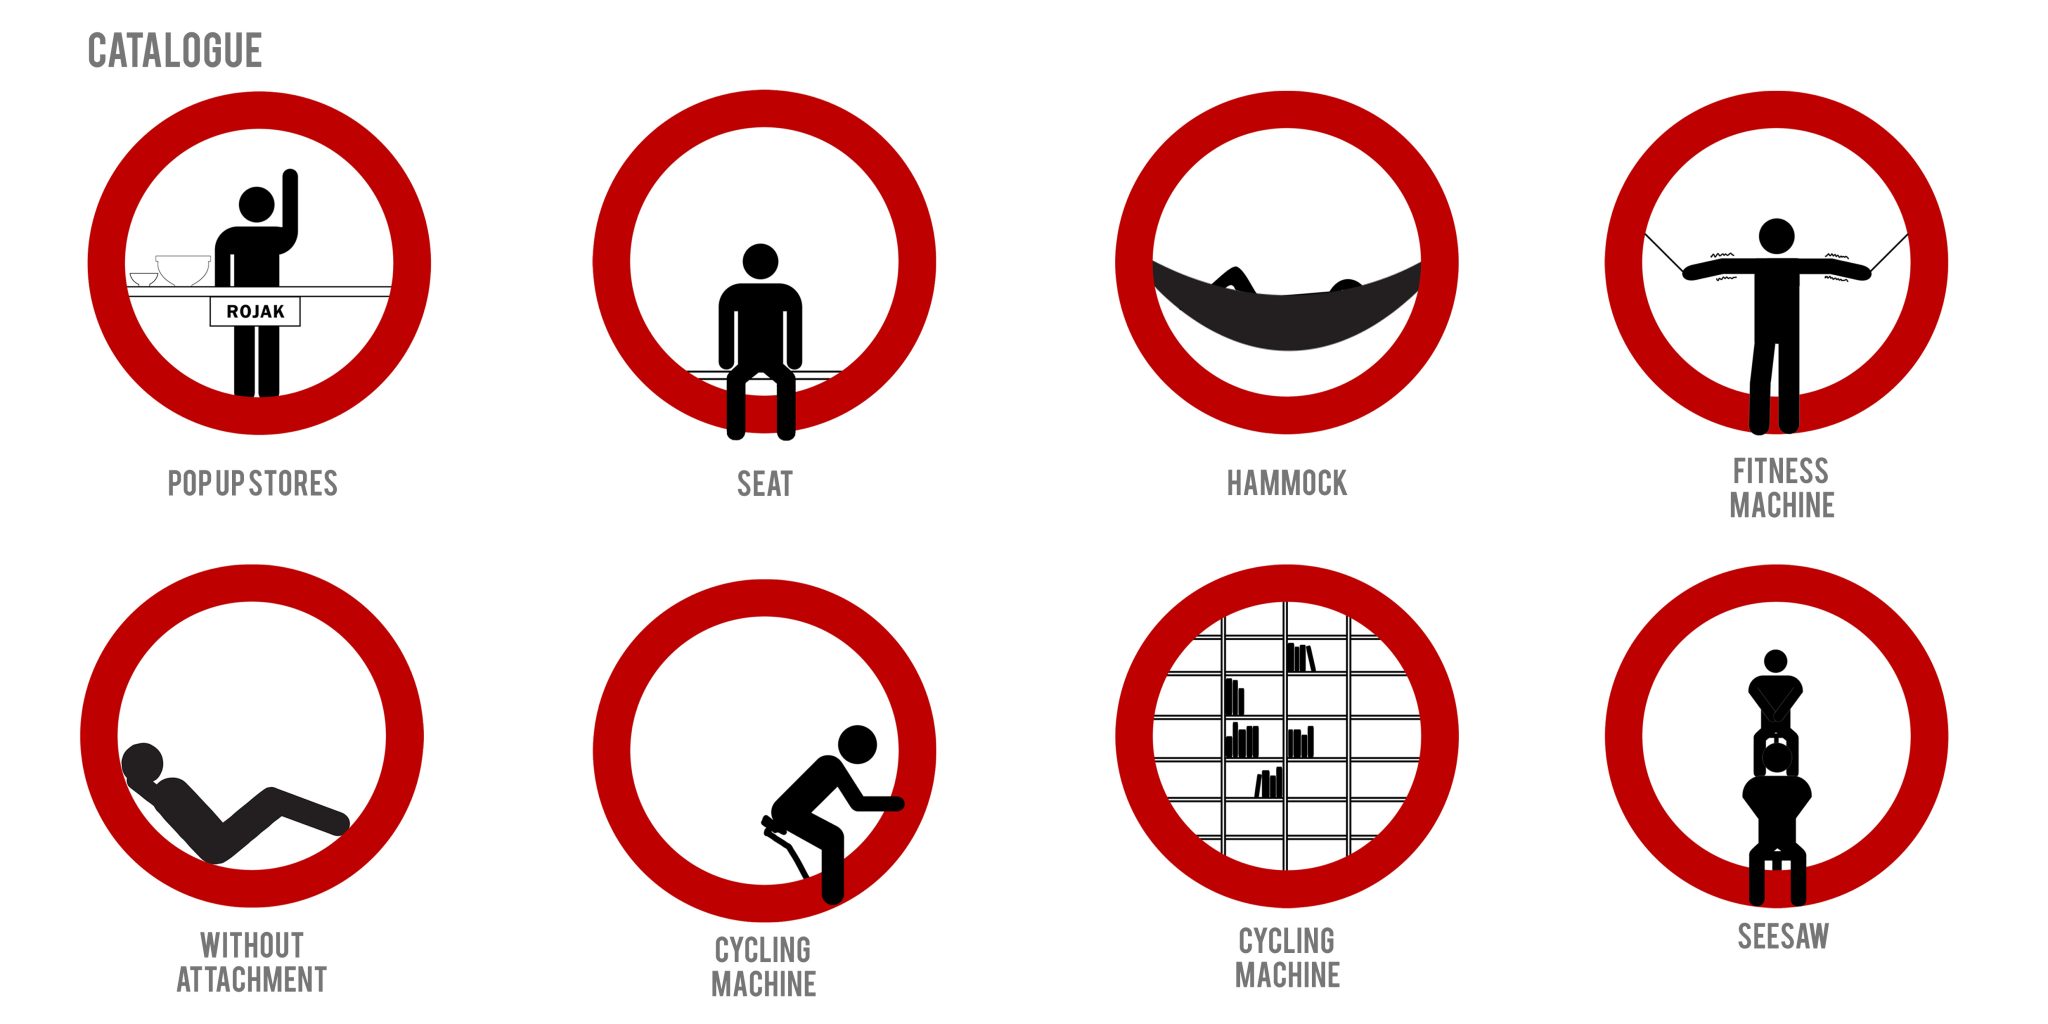 CATALOGUE
ROJAK
POP UP STORES
SEAT
HAMMOCK
FITNESS
MACHINE
WITHOUT
ATTACHMENT
CYCLING
MACHINE
CYCLING
MACHINE
SEESAW